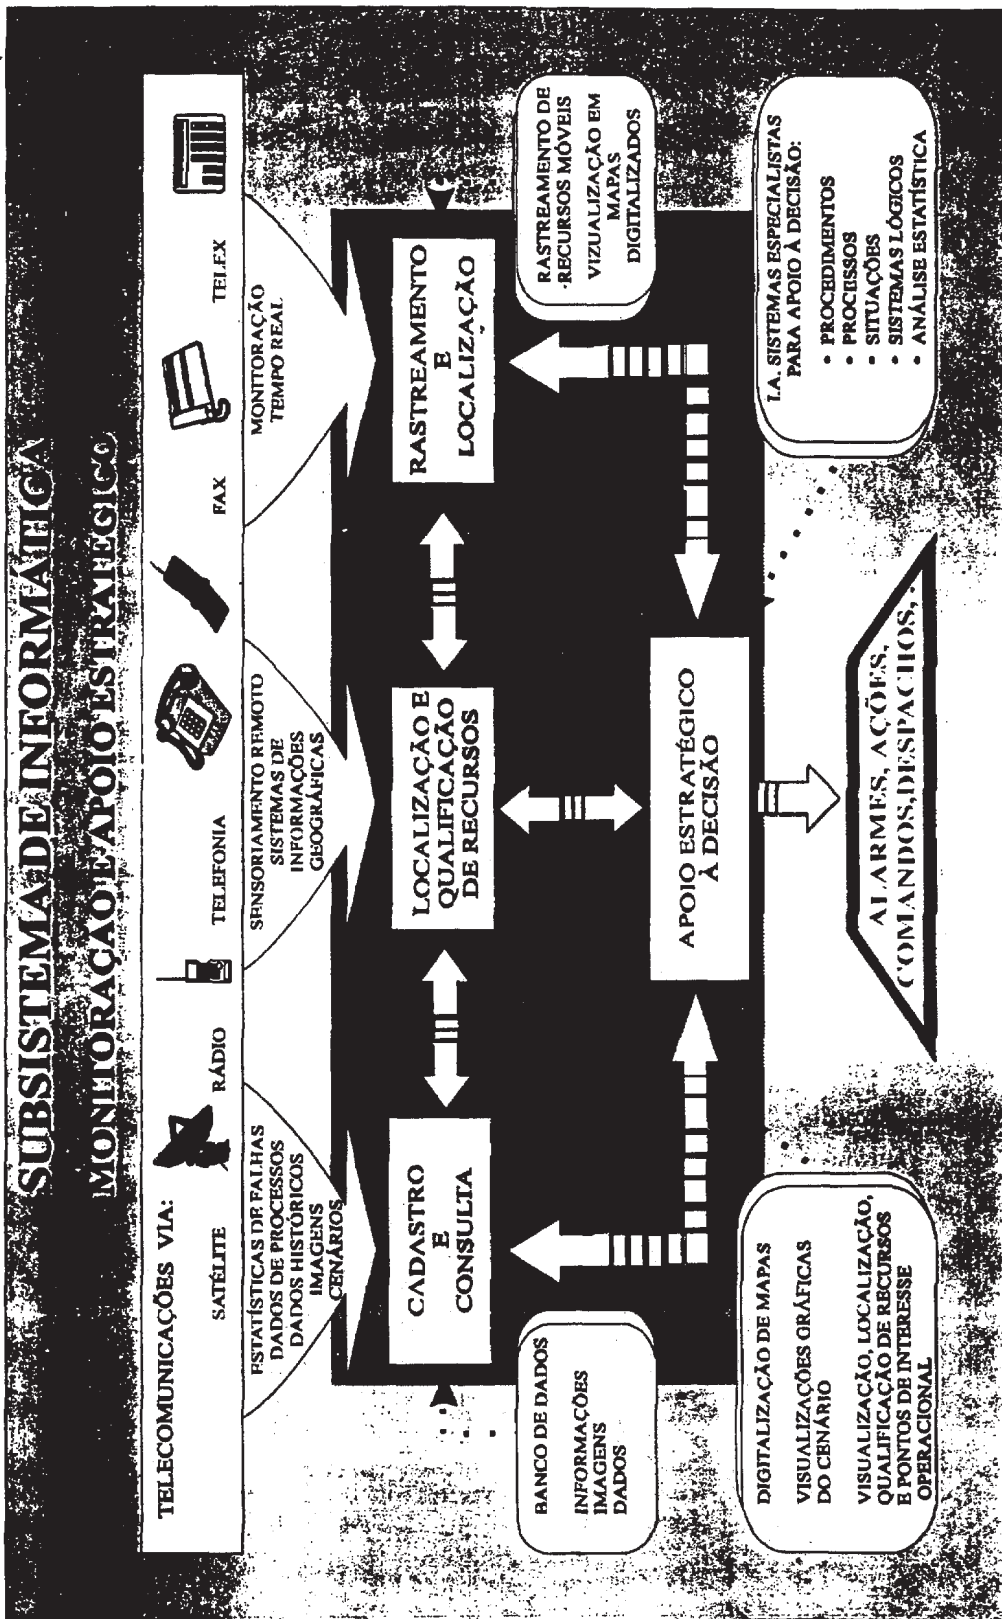 SUBSISTEMA DE INFORMÁTICA
MONITORAÇÃO E APOIO ESTRATÉGICO
TELECOMUNICAÇÕES VIA:
SATÉLITE
RÁDIO
TELEFONIA
FAX
TELEX
ESTATÍSTICAS DE FALHAS
DADOS DE PROCESSOS
DADOS HISTÓRICOS
IMAGENS
CENÁRIOS
SENSORIAMENTO REMOTO
SISTEMAS DE
INFORMAÇÕES
GEOGRÁFICAS
MONITORAÇÃO
TEMPO REAL
CADASTRO
E
CONSULTA
LOCALIZAÇÃO E
QUALIFICAÇÃO
DE RECURSOS
RASTREAMENTO
E
LOCALIZAÇÃO
BANCO DE DADOS
INFORMAÇÕES
IMAGENS
DADOS
RASTREAMENTO DE
RECURSOS MÓVEIS
VIZUALIZAÇÃO EM
MAPAS
DIGITALIZADOS
APOIO ESTRATÉGICO
À DECISÃO
DIGITALIZAÇÃO DE MAPAS
VISUALIZAÇÕES GRÁFICAS
DO CENÁRIO
VISUALIZAÇÃO, LOCALIZAÇÃO,
QUALIFICAÇÃO DE RECURSOS
E PONTOS DE INTERESSE
OPERACIONAL
ALARMES, AÇÕES,
COMANDOS,DESPACHOS,.
I.A. SISTEMAS ESPECIALISTAS
PARA APOIO À DECISÃO:
• PROCEDIMENTOS
• PROCESSOS
• SITUAÇÕES
• SISTEMAS LÓGICOS
• ANÁLISE ESTATÍSTICA